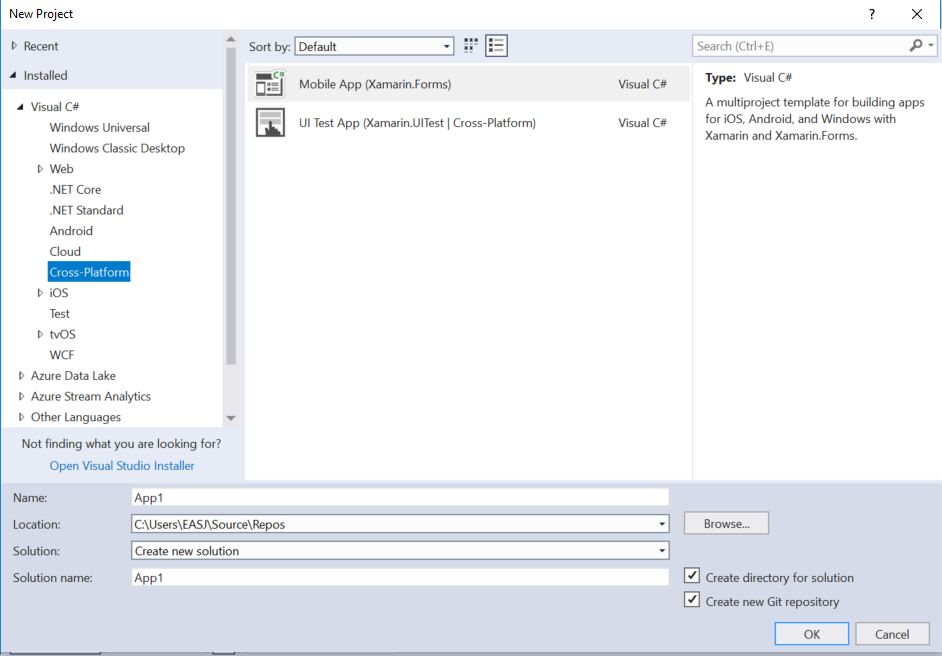 New Project
?
Recent
Installed
Visual C#
Windows Universal
Windows Classic Desktop
Web
.NET Core
.NET Standard
Android
Cloud
Cross-Platform
iOS
Test
tvOS
WCF
Azure Data Lake
Azure Stream Analytics
Other Languages
Not finding what you are looking for?
Open Visual Studio Installer
Sort by: Default
Mobile App (Xamarin.Forms) Visual C#
UI Test App (Xamarin.UITest | Cross-Platform) Visual C#
Search (Ctrl+E)
Type: Visual C#
A multiproject template for building apps
for iOS, Android, and Windows with
Xamarin and Xamarin.Forms.
Name: App1
Location: C:\Users\EASJ\Source\Repos
Browse...
Solution: Create new solution
Solution name: App1
Create directory for solution
Create new Git repository
OK
Cancel